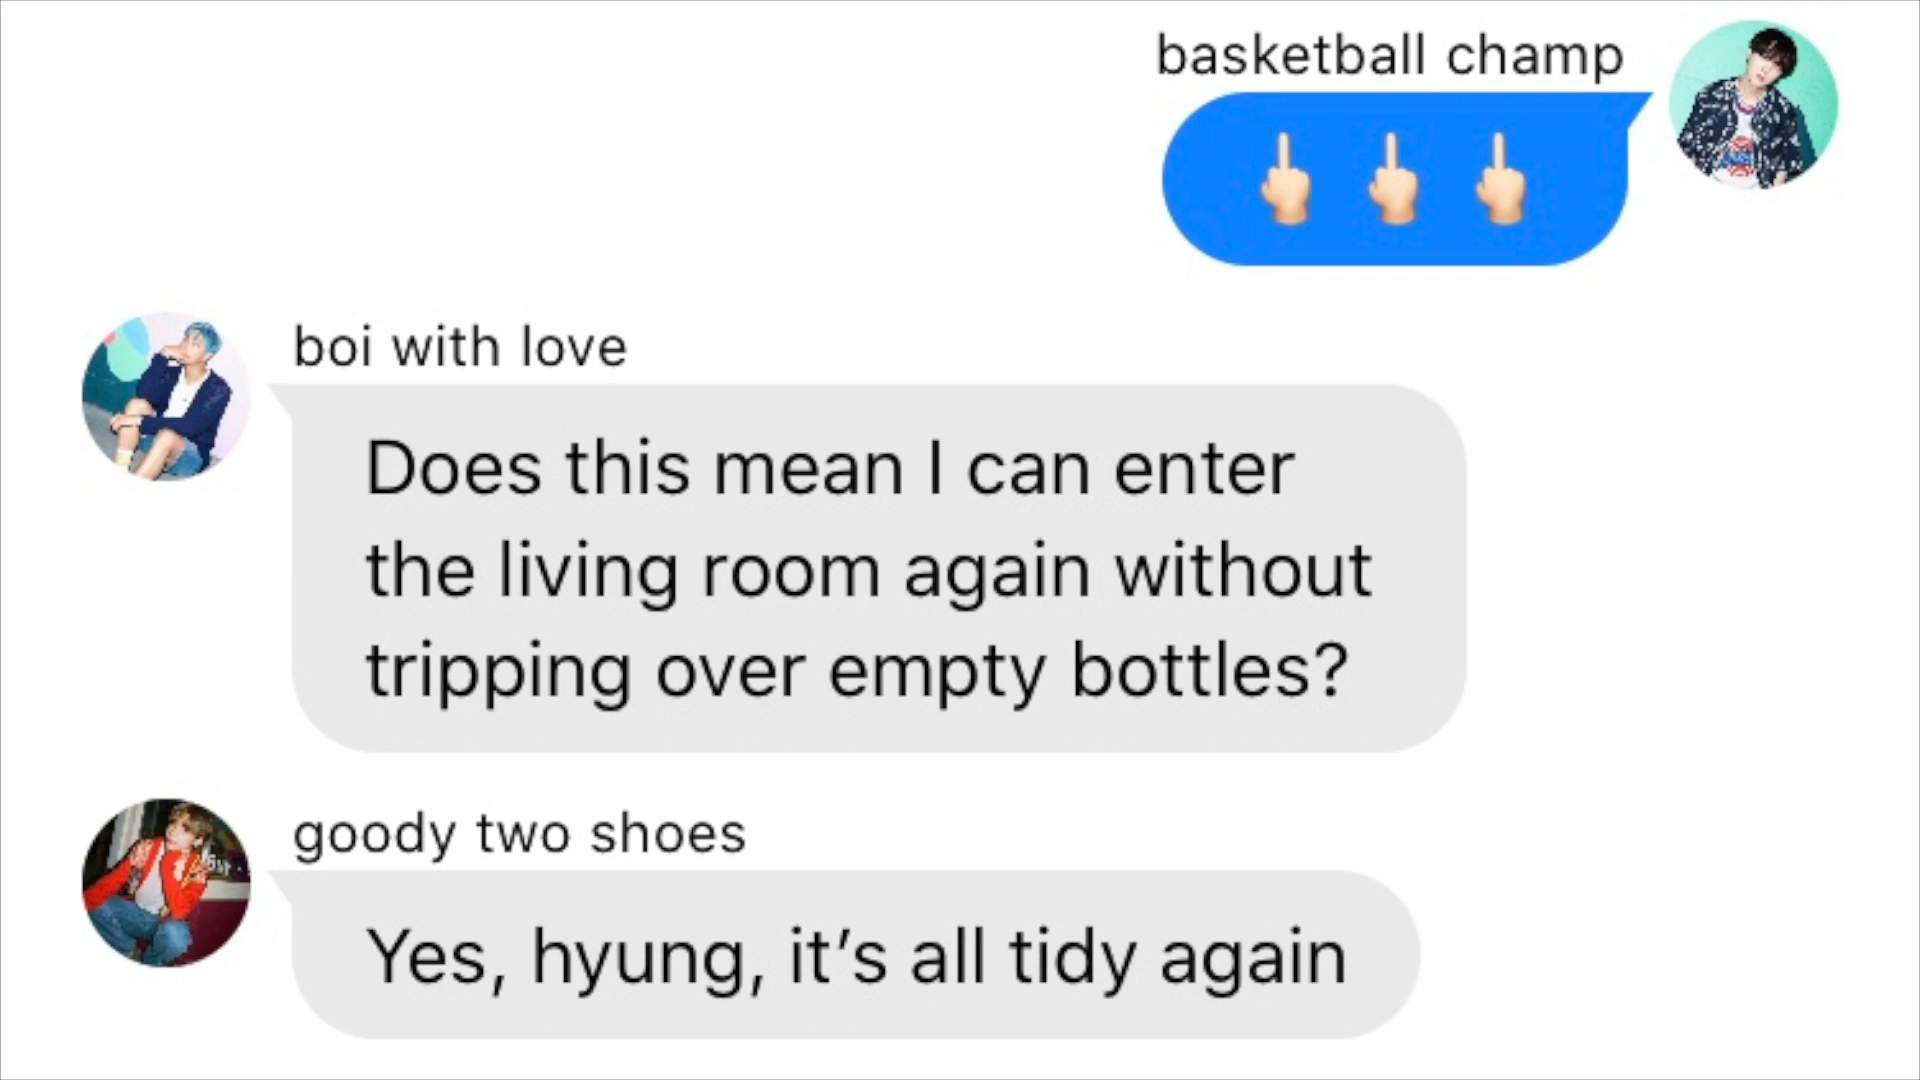 basketball champ
🖕🏻 🖕🏻 🖕🏻
boi with love
Does this mean I can enter
the living room again without
tripping over empty bottles?
goody two shoes
Yes, hyung, it’s all tidy again